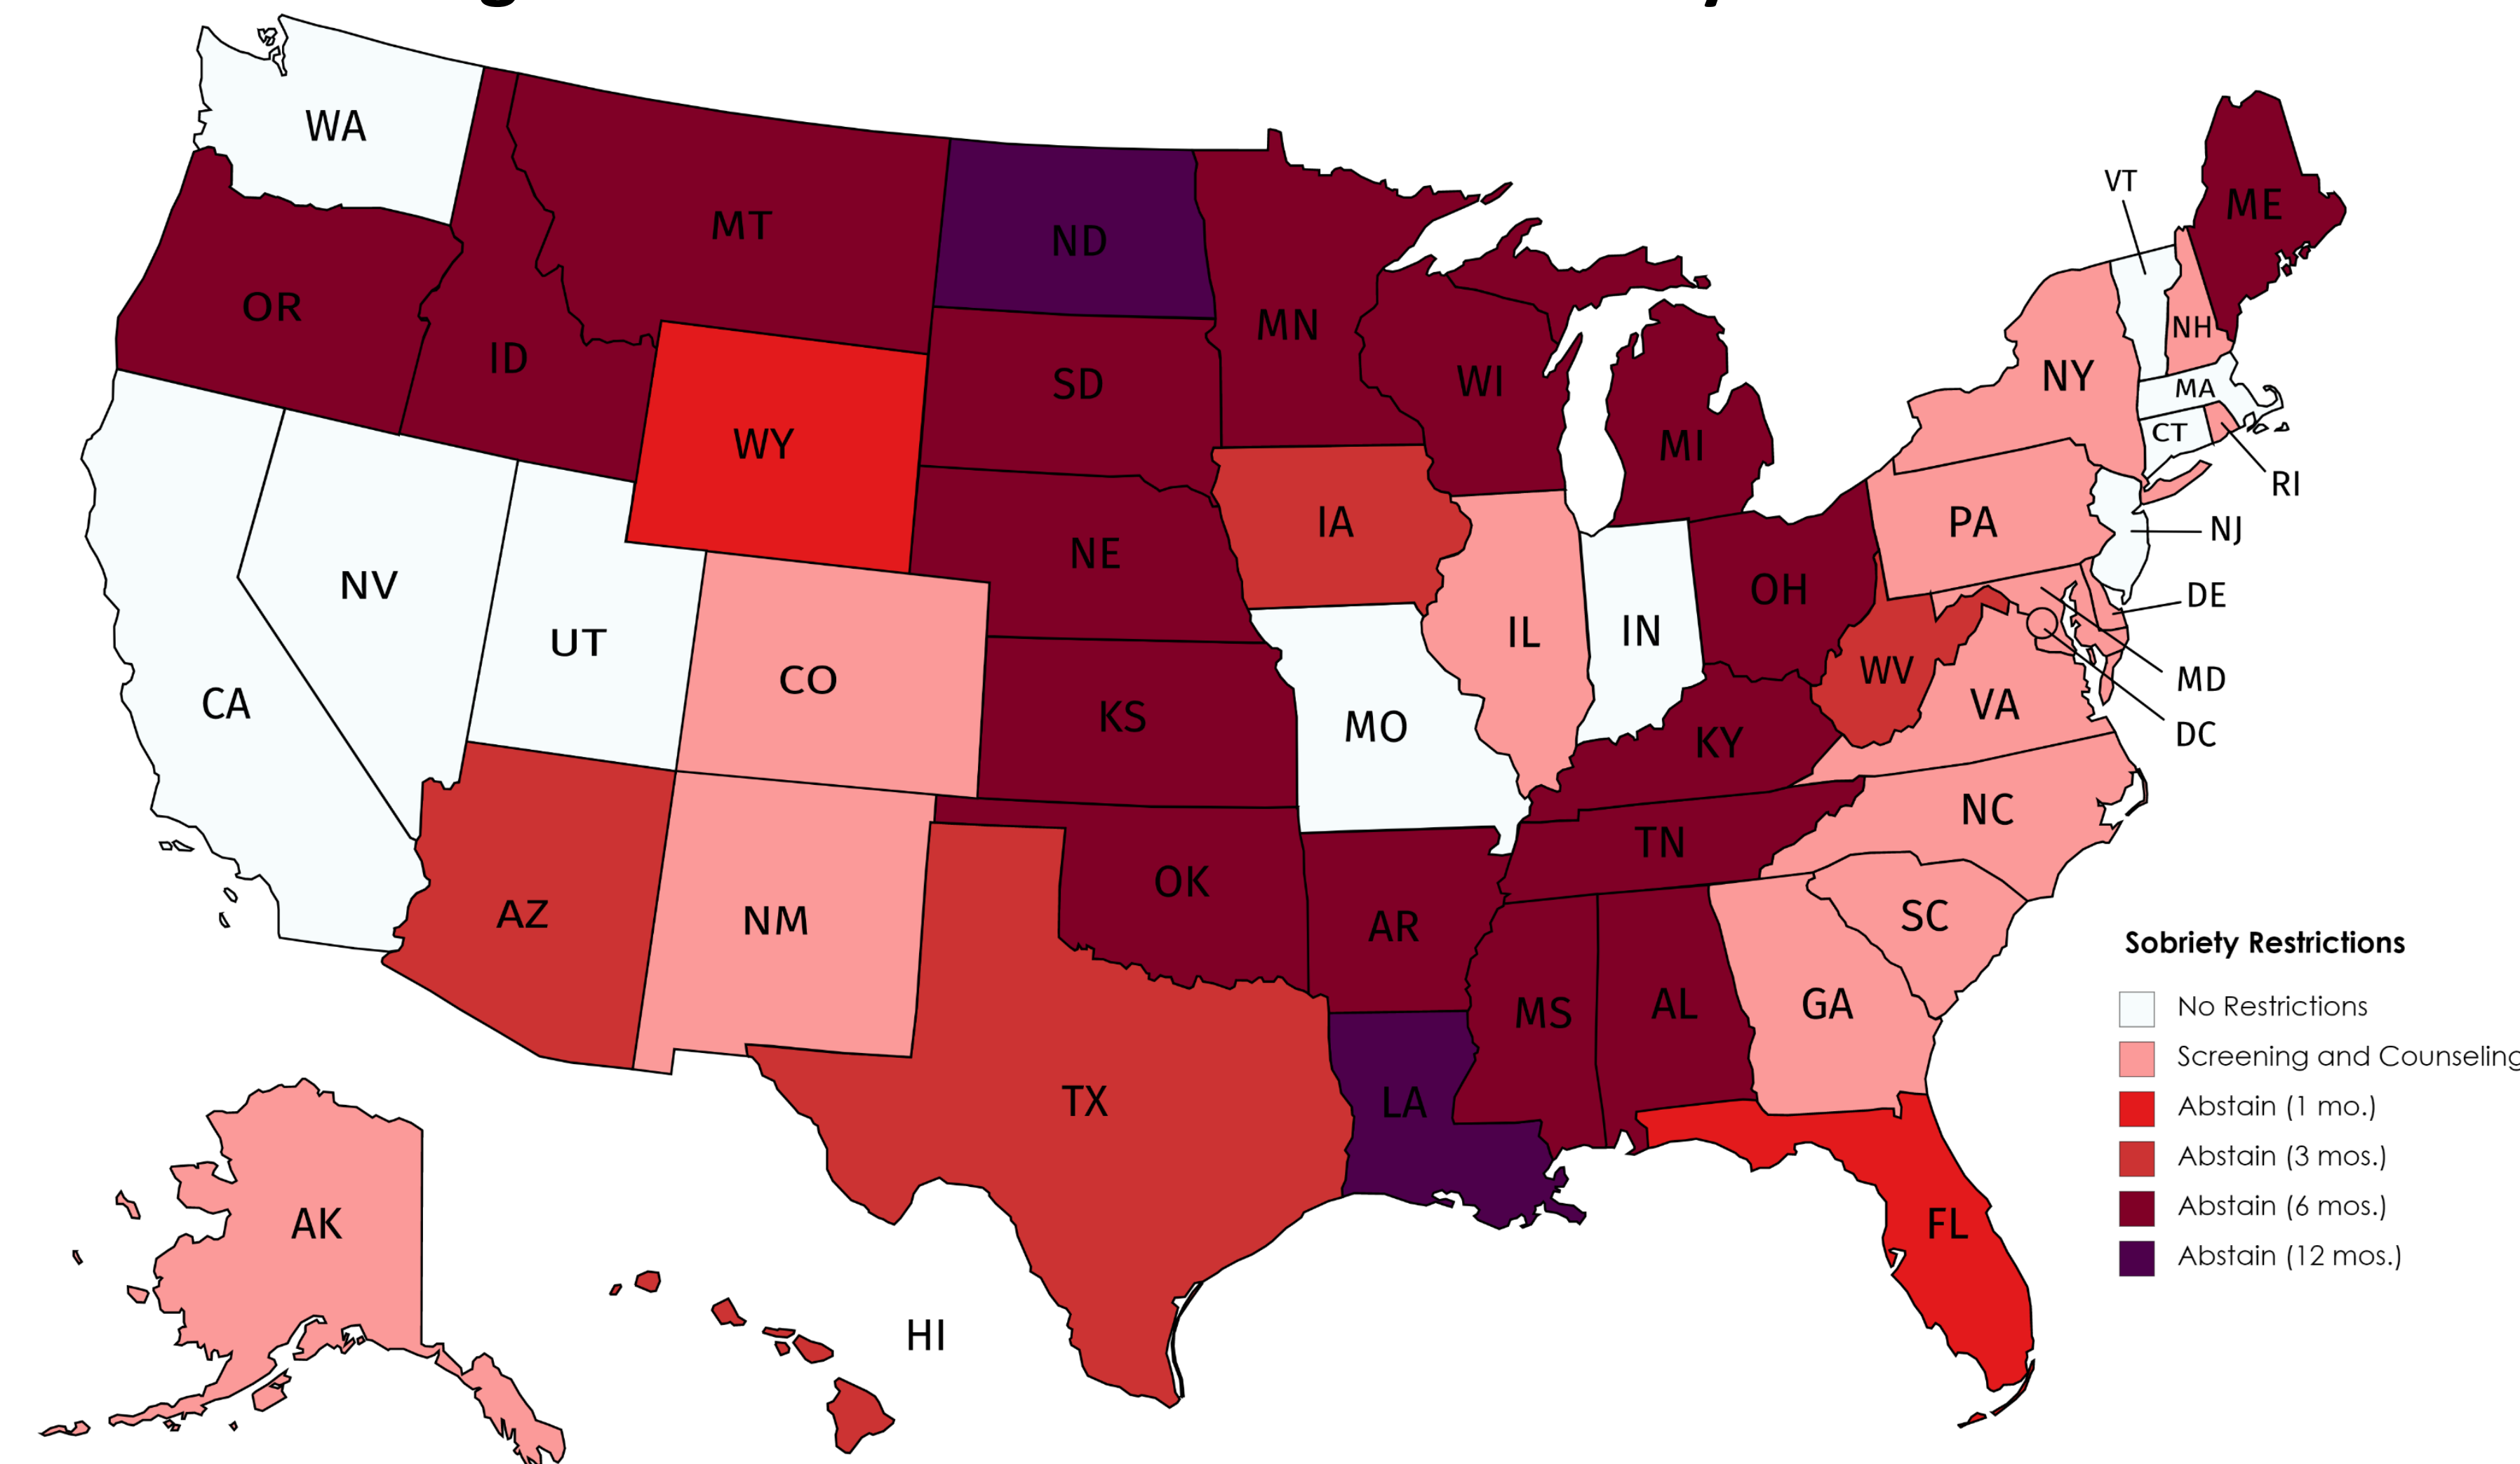 WA
VT
ME
MT
ND
OR
MN
NH
ID
NY
WI
SD
MA
WY
CT
MI
RI
IA
PA
NJ
NE
NV
OH
DE
IL
IN
UT
WV
CO
MD
CA
VA
KS
MO
DC
KY
NC
TN
OK
AZ
NM
AR
SC
Sobriety Restrictions
MS
AL
GA
No Restrictions
Screening and Counseling
TX
LA
Abstain (1 mo.)
Abstain (3 mos.)
Abstain (6 mos.)
AK
FL
Abstain (12 mos.)
HI